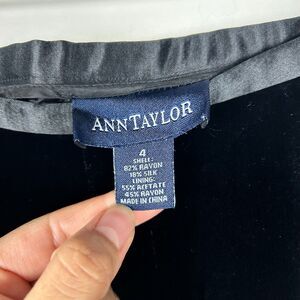 ANNTAYLOR
4
SHELL:
82% RAYON
18% SILK
LINING:
55% ACETATE
45% RAYON
MADE IN CHINA